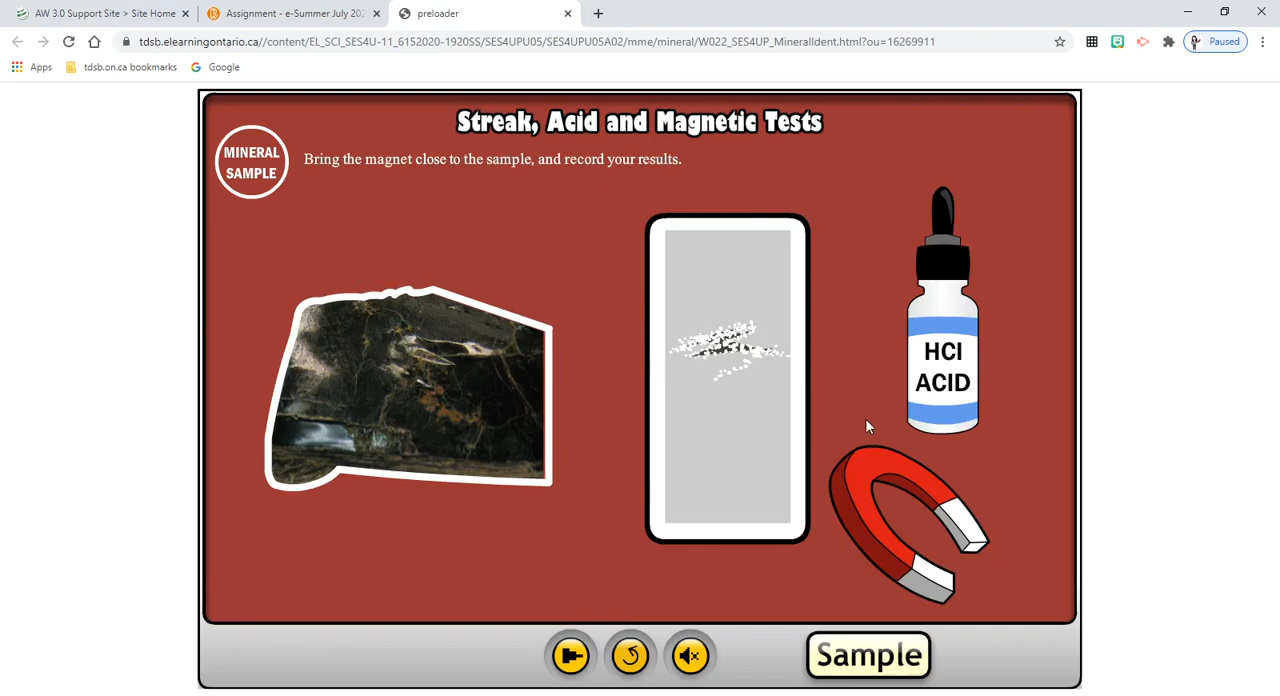 AW 3.0 Support Site > Site Home
Assignment - e-Summer July 202
preloader
tdsb.elearningontario.ca//content/EL_SCI_SES4U-11_6152020-1920SS/SES4UPU05/SES4UPU05A02/mme/mineral/W022_SES4UP_MineralIdent.html?ou=16269911
Paused
Apps
tdsb.on.ca bookmarks
Google
Streak, Acid and Magnetic Tests
MINERAL
SAMPLE
Bring the magnet close to the sample, and record your results.
HCl
ACID
Sample